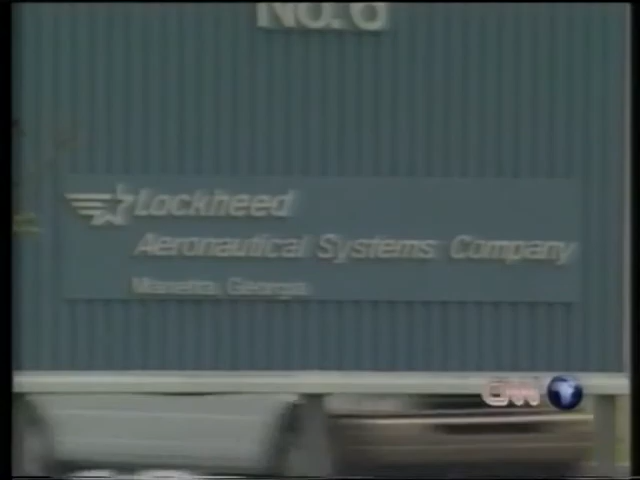 No. 6
Lockheed
Aeronautical Systems Company
Marietta, Georgia
CNN